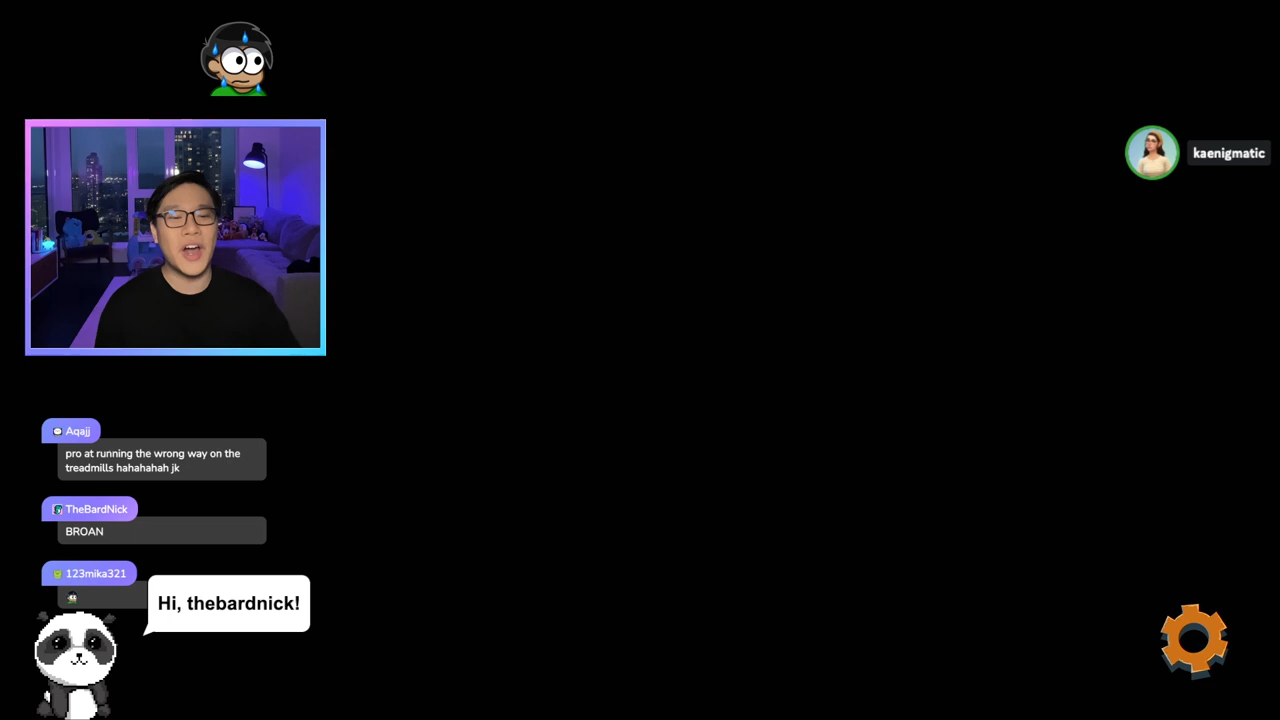 kaenigmatic
Aqajj
pro at running the wrong way on the
treadmills hahahahah jk
TheBardNick
BROAN
123mika321
Hi, thebardnick!